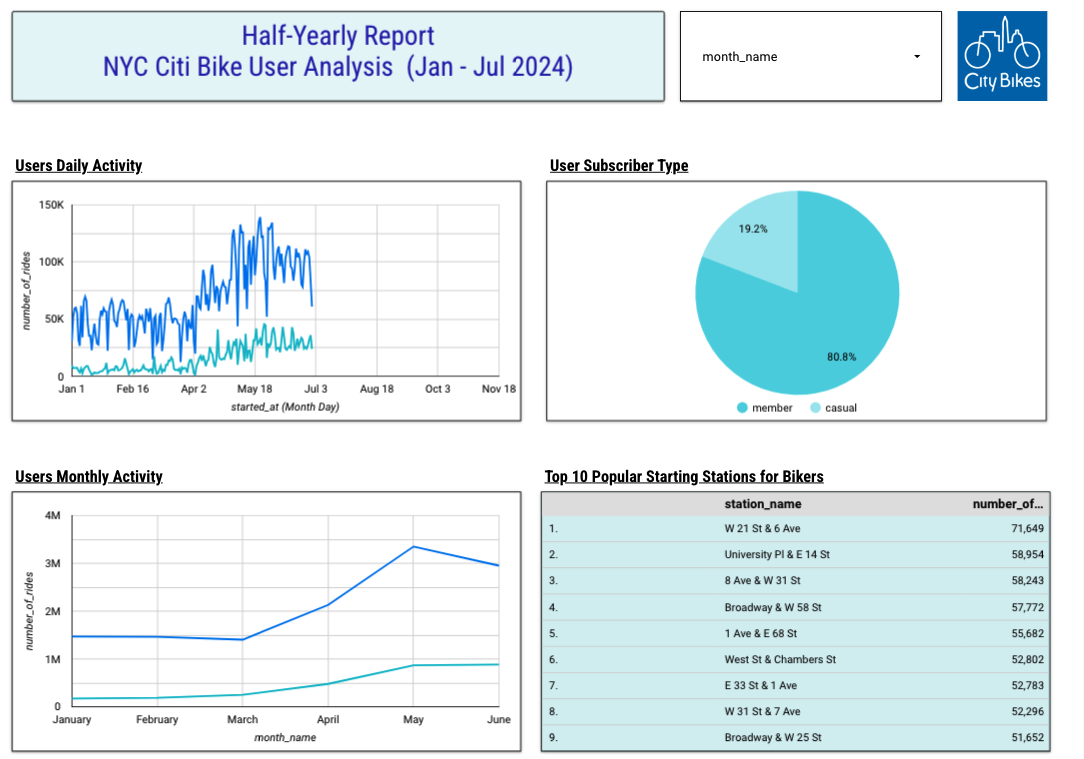 Half-Yearly Report
NYC Citi Bike User Analysis (Jan - Jul 2024)
month_name
City Bikes
Users Daily Activity
150K
100K
50K
0
number_of_rides
Jan 1 Feb 16 Apr 2 May 18 Jul 3 Aug 18 Oct 3 Nov 18
started_at (Month Day)
User Subscriber Type
19.2%
80.8%
member casual
Users Monthly Activity
4M
3M
2M
1M
0
number_of_rides
January February March April May June
month_name
Top 10 Popular Starting Stations for Bikers
station_name number_of...
1. W 21 St & 6 Ave 71,649
2. University Pl & E 14 St 58,954
3. 8 Ave & W 31 St 58,243
4. Broadway & W 58 St 57,772
5. 1 Ave & E 68 St 55,682
6. West St & Chambers St 52,802
7. E 33 St & 1 Ave 52,783
8. W 31 St & 7 Ave 52,296
9. Broadway & W 25 St 51,652